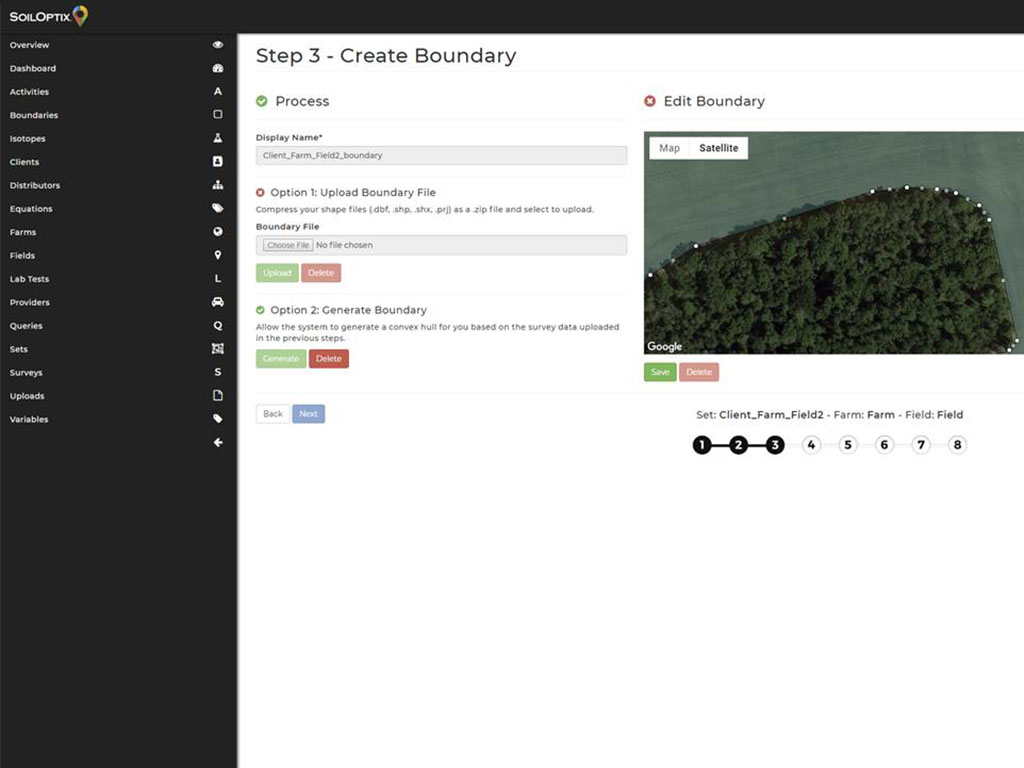 SOILOPTIX
Overview
Dashboard
Activities A
Boundaries
Isotopes
Clients
Distributors
Equations
Farms
Fields
Lab Tests L
Providers
Queries Q
Sets
Surveys S
Uploads
Variables
Step 3 - Create Boundary
Process
Display Name*
Client_Farm_Field2_boundary
Option 1: Upload Boundary File
Compress your shape files (.dbf, .shp, .shx, .prj) as a .zip file and select to upload.
Boundary File
Choose File No file chosen
Upload Delete
Option 2: Generate Boundary
Allow the system to generate a convex hull for you based on the survey data uploaded
in the previous steps.
Generate Delete
Back Next
Edit Boundary
Map Satellite
Google
Save Delete
Set: Client_Farm_Field2 - Farm: Farm - Field: Field
1 2 3 4 5 6 7 8